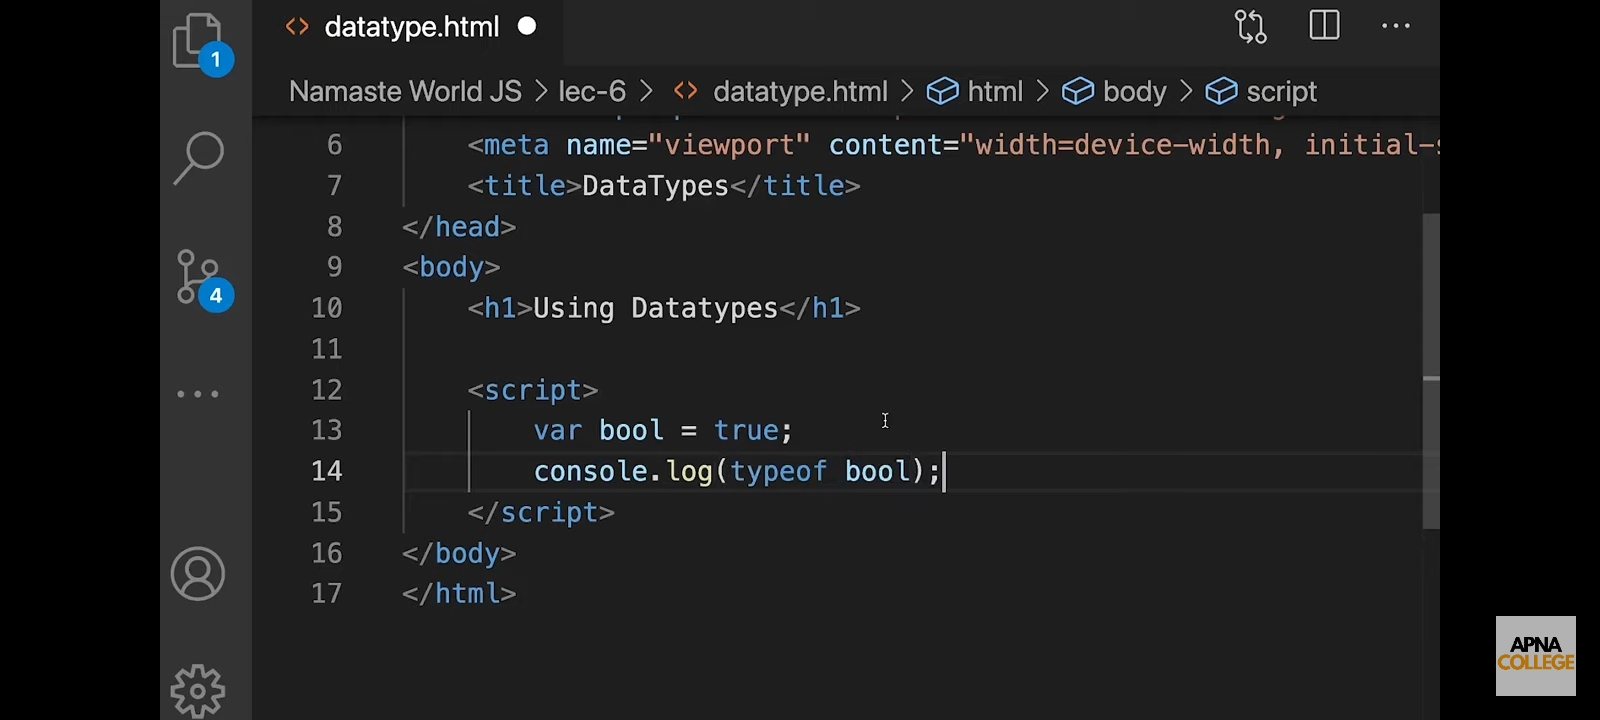 datatype.html
1
Namaste World JS > lec-6 > <> datatype.html > html > body > script
6 <meta name="viewport" content="width=device-width, initial-
7 <title>DataTypes</title>
8 </head>
9 <body>
10 <h1>Using Datatypes</h1>
11
12 <script>
13 var bool = true;
14 console.log(typeof bool);
15 </script>
16 </body>
17 </html>
4
APNA
COLLEGE